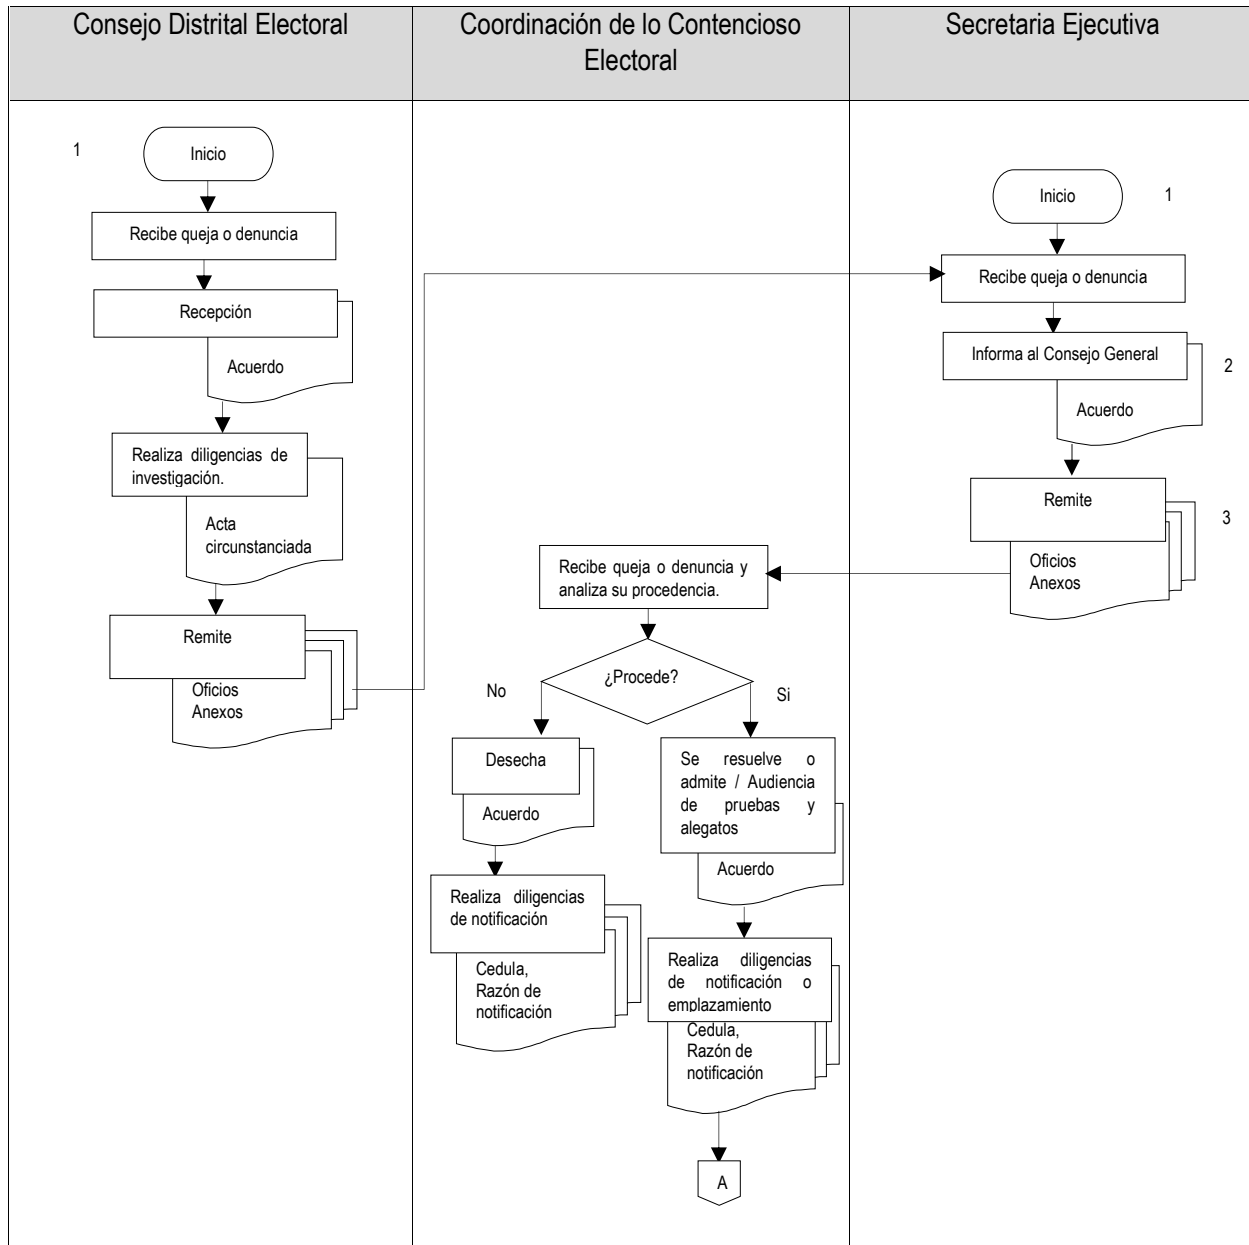 Consejo Distrital Electoral
Coordinación de lo Contencioso
Electoral
Secretaria Ejecutiva
1
Inicio
Recibe queja o denuncia
Recepción
Acuerdo
Realiza diligencias de
investigación.
Acta
circunstanciada
Remite
Oficios
Anexos
Recibe queja o denuncia y
analiza su procedencia.
¿Procede?
No
Si
Desecha
Acuerdo
Realiza diligencias
de notificación
Cedula,
Razón de
notificación
Se resuelve o
admite / Audiencia
de pruebas y
alegatos
Acuerdo
Realiza diligencias
de notificación o
emplazamiento
Cedula,
Razón de
notificación
A
Inicio
1
Recibe queja o denuncia
Informa al Consejo General
2
Acuerdo
Remite
3
Oficios
Anexos